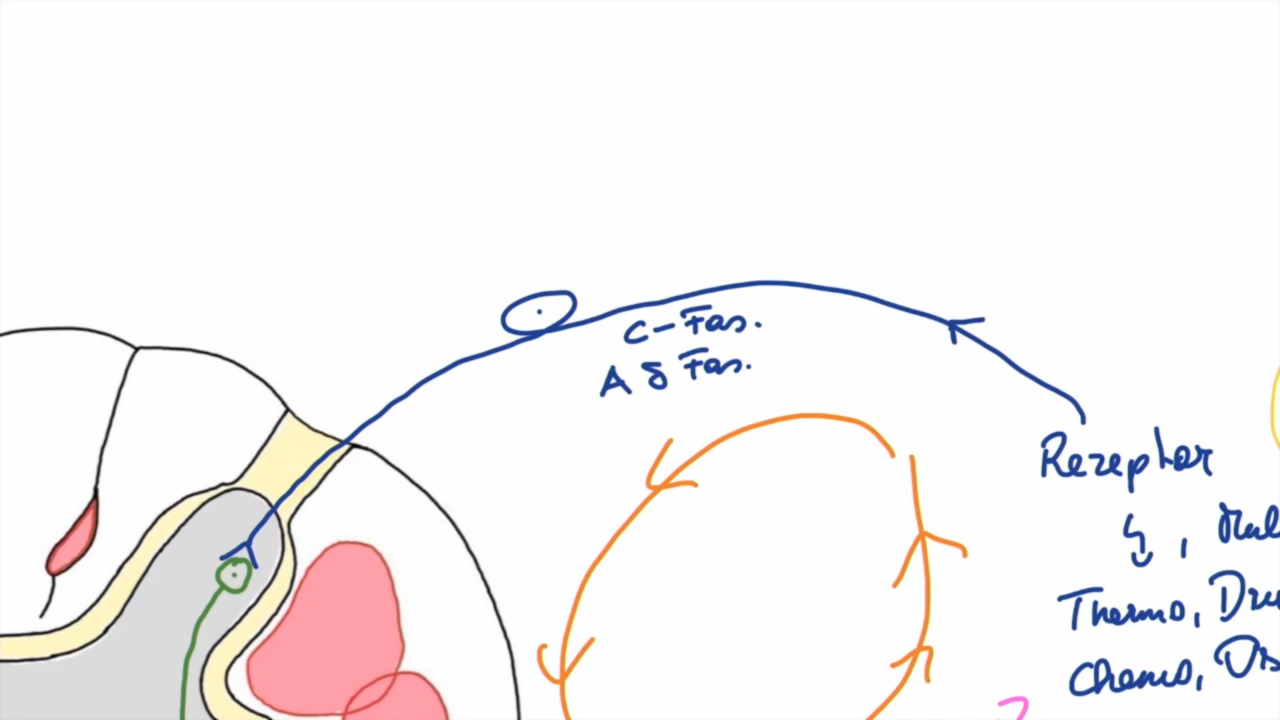 C-Fas.
A δ Fas.
Rezeptor
Thermo,
Chemo,